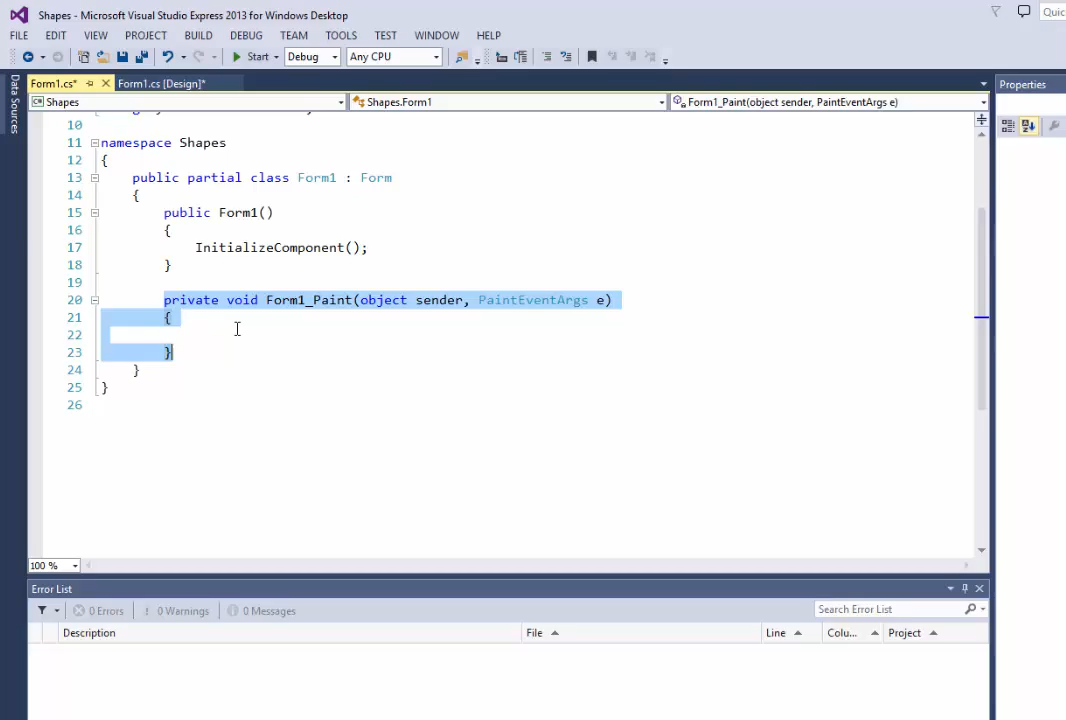 Shapes - Microsoft Visual Studio Express 2013 for Windows Desktop
Quic
FILE EDIT VIEW PROJECT BUILD DEBUG TEAM TOOLS TEST WINDOW HELP
Start Debug Any CPU
Data Sources
Form1.cs* Form1.cs [Design]*
Properties
Shapes Shapes.Form1 Form1_Paint(object sender, PaintEventArgs e)
10
11 namespace Shapes
12 {
13 public partial class Form1 : Form
14 {
15 public Form1()
16 {
17 InitializeComponent();
18 }
19
20 private void Form1_Paint(object sender, PaintEventArgs e)
21 {
22
23 }
24 }
25 }
26
100 %
Error List
0 Errors 0 Warnings 0 Messages Search Error List
Description File Line Colu... Project